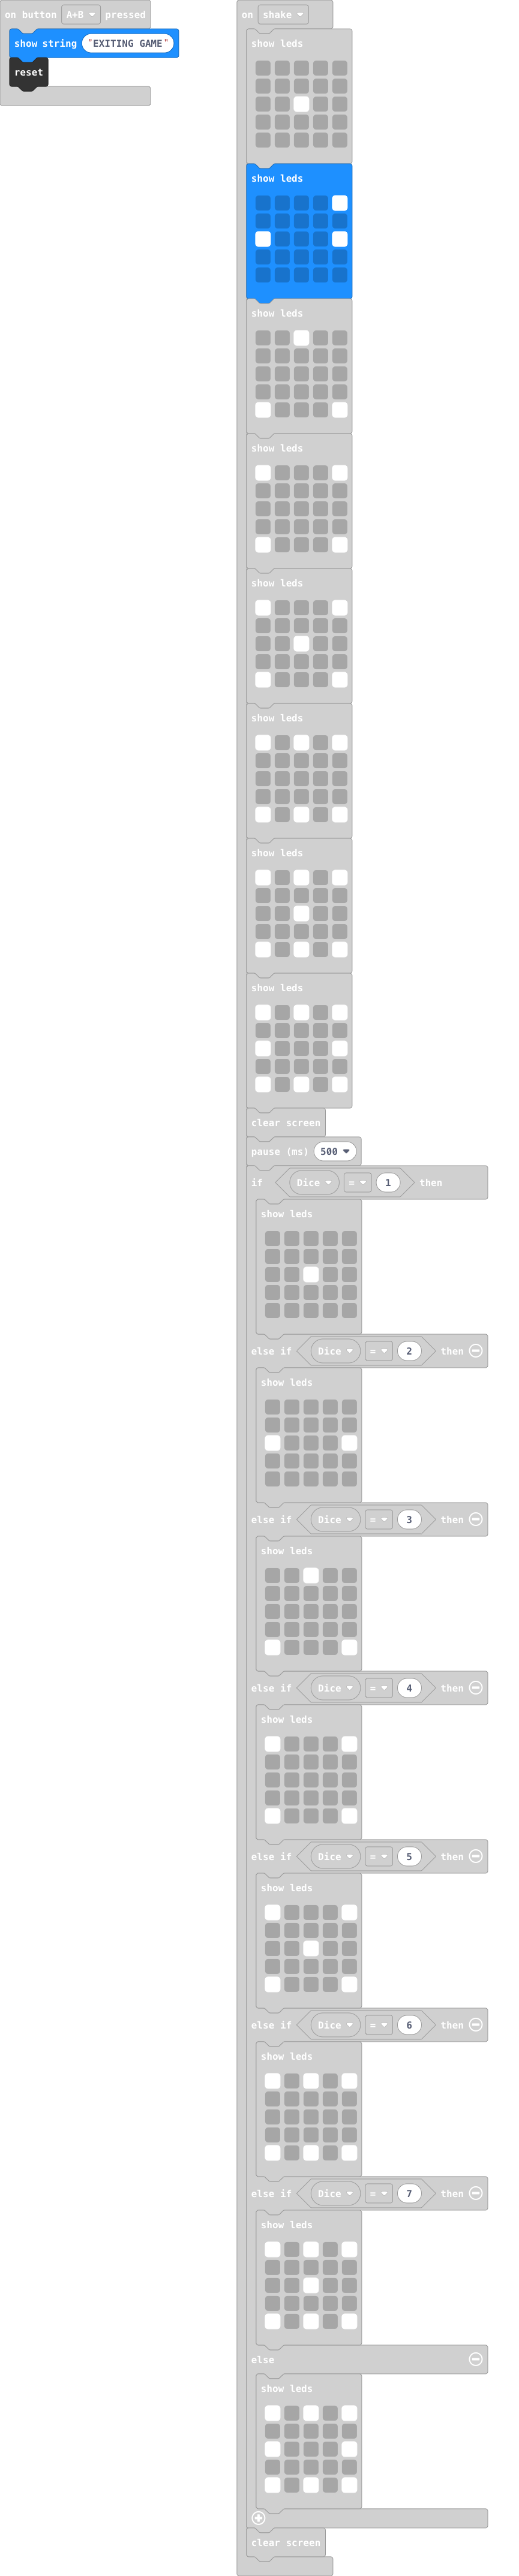 on button A+B pressed
show string "EXITING GAME"
reset
on shake
show leds
show leds
show leds
show leds
show leds
show leds
show leds
show leds
clear screen
pause (ms) 500
if Dice = 1 then
show leds
else if Dice = 2 then
show leds
else if Dice = 3 then
show leds
else if Dice = 4 then
show leds
else if Dice = 5 then
show leds
else if Dice = 6 then
show leds
else if Dice = 7 then
show leds
else
show leds
clear screen